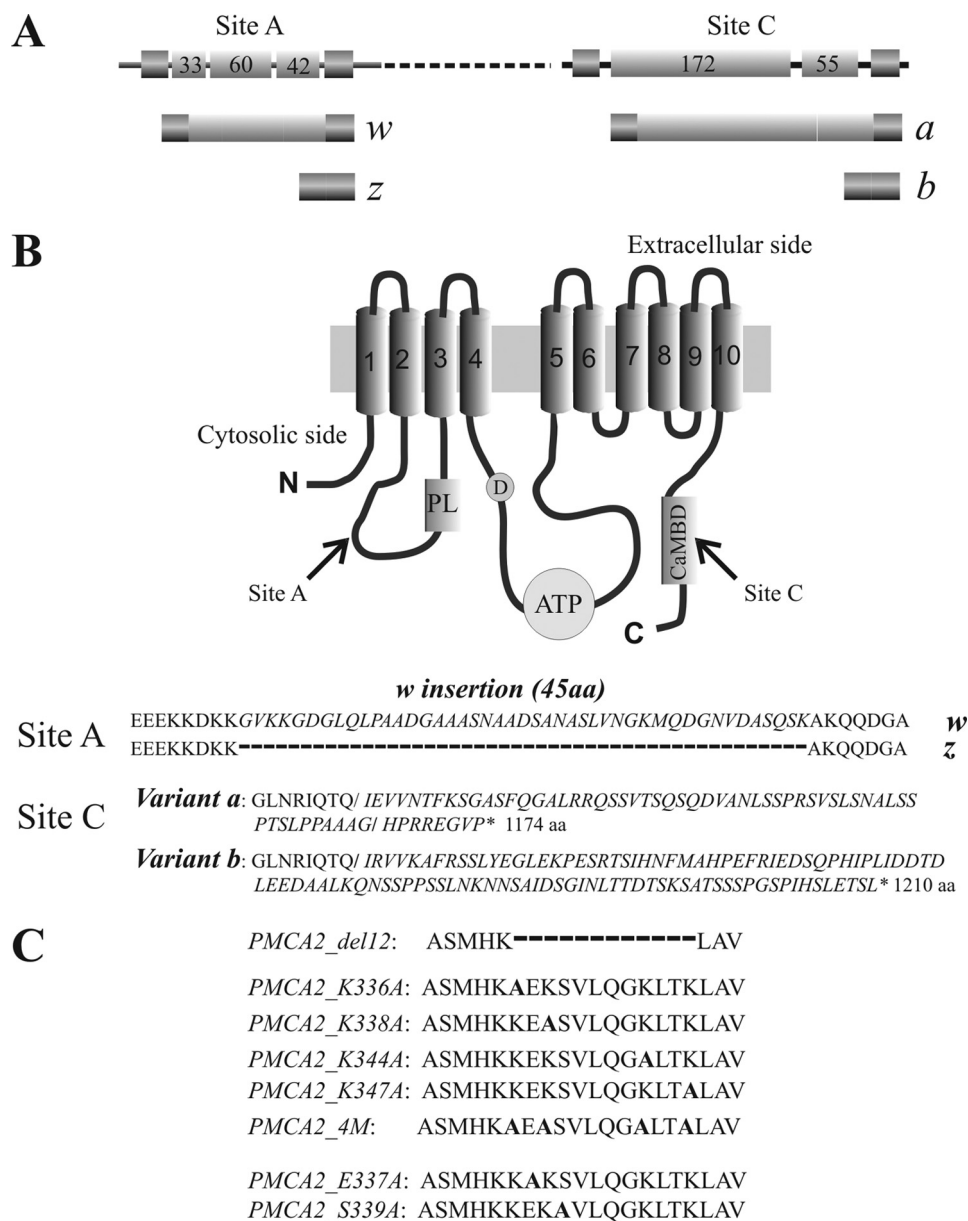 A
Site A
Site C
33 60 42
172 55
w
a
z
b
B
Extracellular side
1 2 3 4 5 6 7 8 9 10
Cytosolic side
N
PL
D
CaMBD
Site A
ATP
Site C
C
w insertion (45aa)
Site A
EEEKKDKKGVKKGDGLQLPAADGAAASNAADSANASLVNGKMQDGNVDASQSKAKQQDGA w
EEEKKDKK---------------------------------------------AKQQDGA z
Site C
Variant a: GLNRIQTQ/ IEVVNTFKSGASFQGALRRQSSVTSQSQDVANLSSPRSVSLSNALSS
PTSLPPAAAG/ HPRREGVP* 1174 aa
Variant b: GLNRIQTQ/ IRVVKAFRSSLYEGLEKPESRTSIHNFMAHPEFRIEDSQPHIPLIDDTD
LEEDAALKQNSSPPSSLNKNNSAIDSGINLTTDTSKSATSSSPGSPIHSLETSL* 1210 aa
C
PMCA2_del12: ASMHK------------LAV
PMCA2_K336A: ASMHKAEKSVLQGKLTKLAV
PMCA2_K338A: ASMHKKEASVLQGKLTKLAV
PMCA2_K344A: ASMHKKEKSVLQGALTKLAV
PMCA2_K347A: ASMHKKEKSVLQGKLTALAV
PMCA2_4M: ASMHKAEASVLQGALTALAV
PMCA2_E337A: ASMHKKAKSVLQGKLTKLAV
PMCA2_S339A: ASMHKKEKAVLQGKLTKLAV